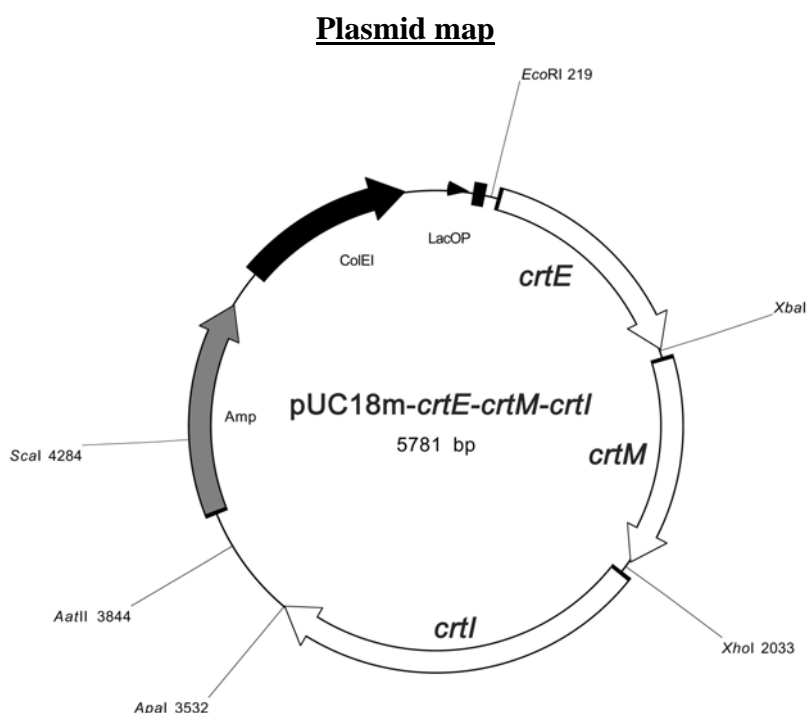 Plasmid map
EcoRI 219
LacOP
ColEI
crtE
XbaI
pUC18m-crtE-crtM-crtI
5781 bp
Amp
crtM
ScaI 4284
AatII 3844
crtI
XhoI 2033
ApaI 3532